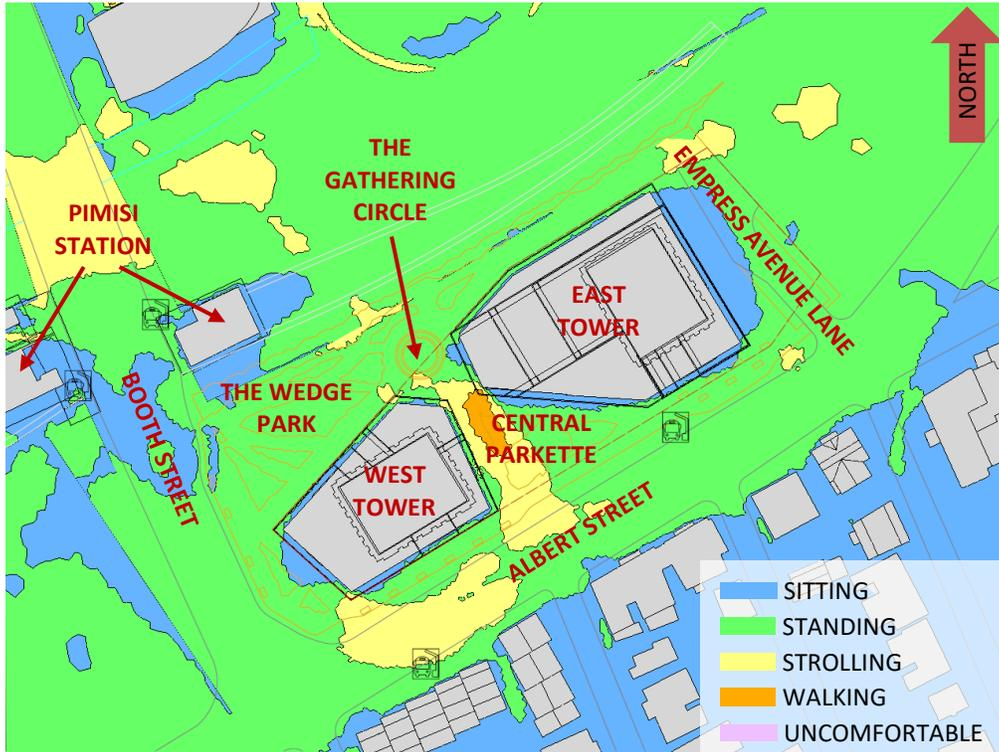 NORTH
THE
GATHERING
CIRCLE
EMPRESS AVENUE LANE
PIMISI
STATION
EAST
TOWER
BOOTH STREET
THE WEDGE
PARK
CENTRAL
PARKETTE
WEST
TOWER
ALBERT STREET
SITTING
STANDING
STROLLING
WALKING
UNCOMFORTABLE